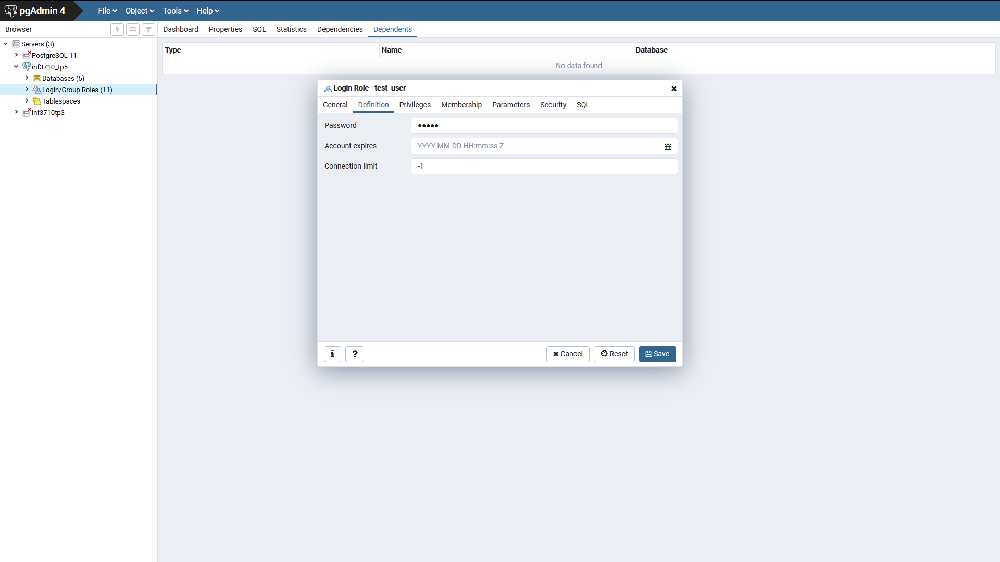 pgAdmin 4
File Object Tools Help
Browser
Dashboard Properties SQL Statistics Dependencies Dependents
Servers (3)
PostgreSQL 11
inf3710_tp5
Databases (5)
Login/Group Roles (11)
Tablespaces
inf3710tp3
Type Name Database
No data found
Login Role - test_user
General Definition Privileges Membership Parameters Security SQL
Password •••••
Account expires YYYY-MM-DD HH:mm:ss Z
Connection limit -1
i ? Cancel Reset Save